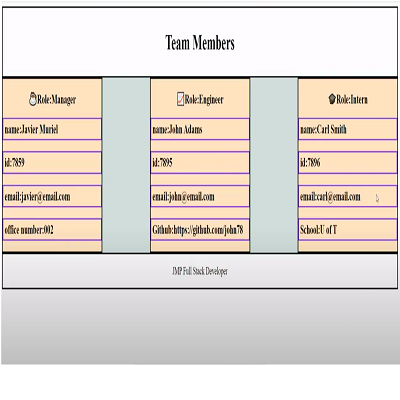 Team Members
Role:Manager
name:Javier Muriel
id:7859
email:javier@email.com
office number:002
Role:Engineer
name:John Adams
id:7895
email:john@email.com
Github:https://github.com/john78
Role:Intern
name:Carl Smith
id:7896
email:carl@email.com
School:U of T
JMP Full Stack Developer